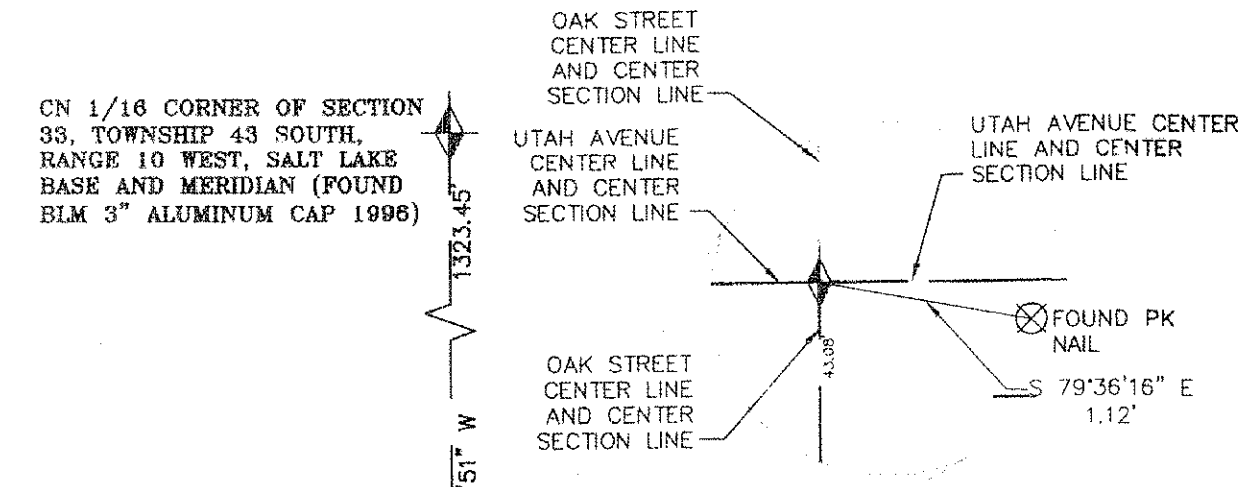 CN 1/16 CORNER OF SECTION
33, TOWNSHIP 43 SOUTH,
RANGE 10 WEST, SALT LAKE
BASE AND MERIDIAN (FOUND
BLM 3" ALUMINUM CAP 1996)
1323.45'
'51" W
OAK STREET
CENTER LINE
AND CENTER
SECTION LINE
UTAH AVENUE
CENTER LINE
AND CENTER
SECTION LINE
UTAH AVENUE CENTER
LINE AND CENTER
SECTION LINE
FOUND PK
NAIL
S 79°36'16" E
1.12'
43.08
OAK STREET
CENTER LINE
AND CENTER
SECTION LINE